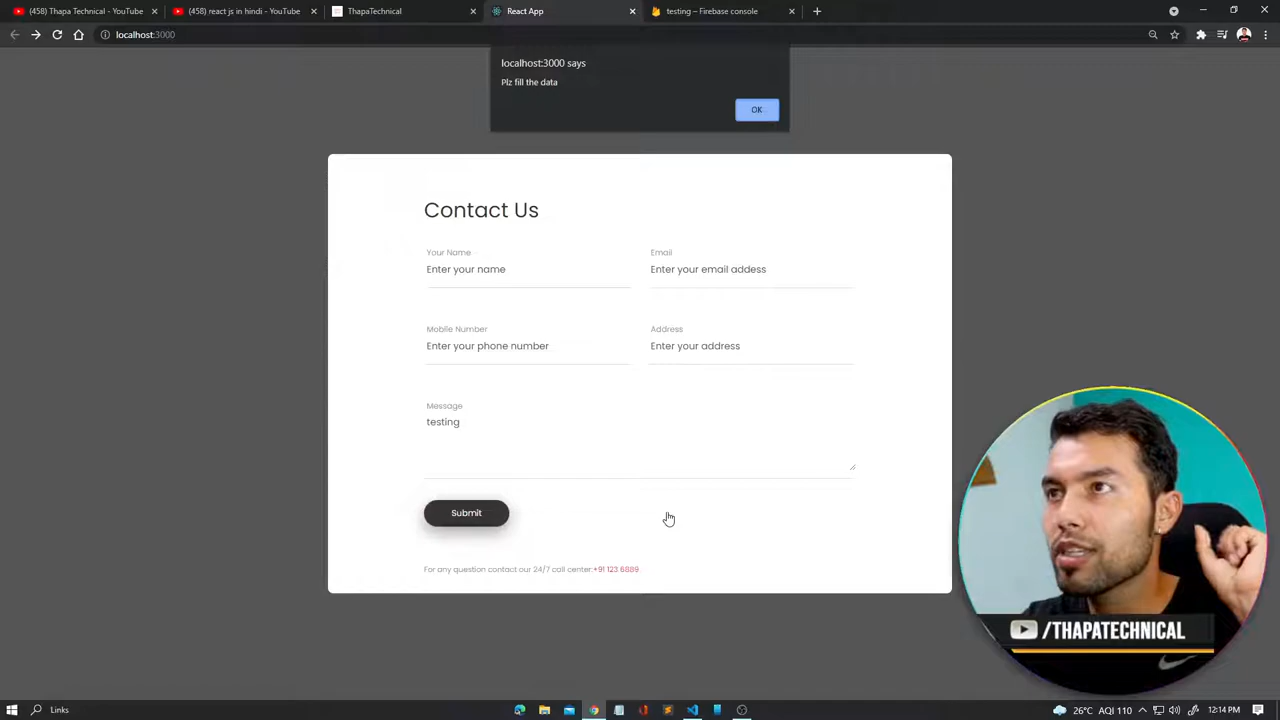 (458) Thapa Technical - YouTube
(458) react js in hindi - YouTube
ThapaTechnical
React App
testing – Firebase console
localhost:3000
localhost:3000 says
Plz fill the data
OK
Contact Us
Your Name
Email
Enter your name
Enter your email addess
Mobile Number
Address
Enter your phone number
Enter your address
Message
testing
Submit
For any question contact our 24/7 call center:+91 123 6889
/THAPATECHNICAL
Links
26°C AQI 110
12:14 PM